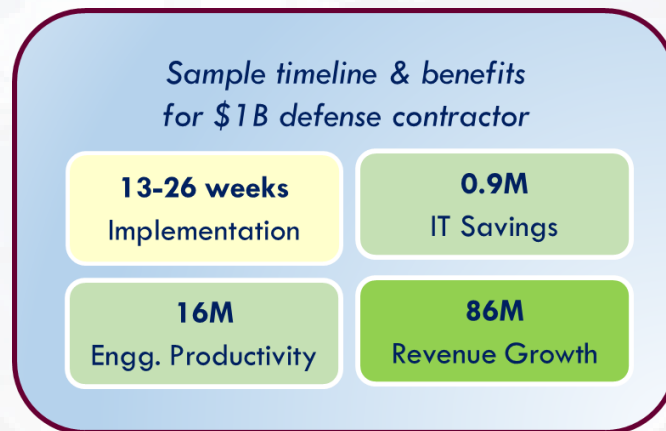 Sample timeline & benefits
for $1B defense contractor
13-26 weeks
Implementation
0.9M
IT Savings
16M
Engg. Productivity
86M
Revenue Growth